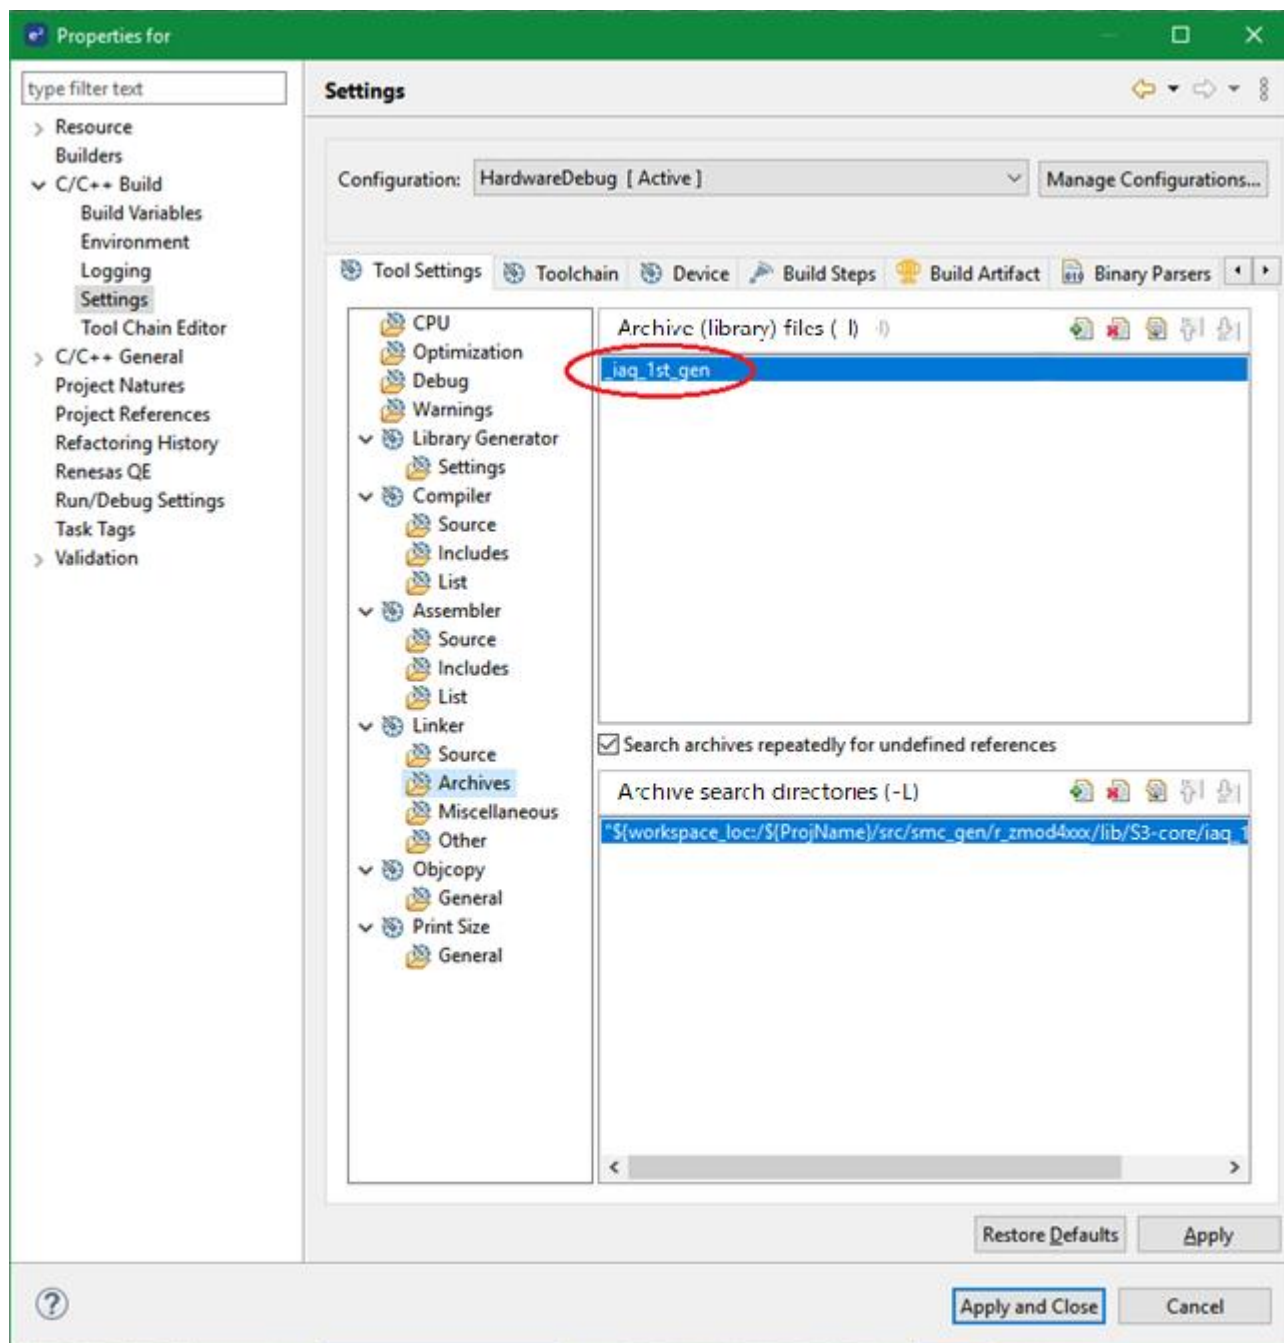 Properties for
type filter text
Resource
Builders
C/C++ Build
Build Variables
Environment
Logging
Settings
Tool Chain Editor
C/C++ General
Project Natures
Project References
Refactoring History
Renesas QE
Run/Debug Settings
Task Tags
Validation
Settings
Configuration: HardwareDebug [ Active ] Manage Configurations...
Tool Settings Toolchain Device Build Steps Build Artifact Binary Parsers
CPU
Optimization
Debug
Warnings
Library Generator
Settings
Compiler
Source
Includes
List
Assembler
Source
Includes
List
Linker
Source
Archives
Miscellaneous
Other
Objcopy
General
Print Size
General
Archive (library) files (-l)
_iaq_1st_gen
Search archives repeatedly for undefined references
Archive search directories (-L)
"${workspace_loc:/${ProjName}/src/smc_gen/r_zmod4xxx/lib/S3-core/iaq_1
Restore Defaults Apply
Apply and Close Cancel